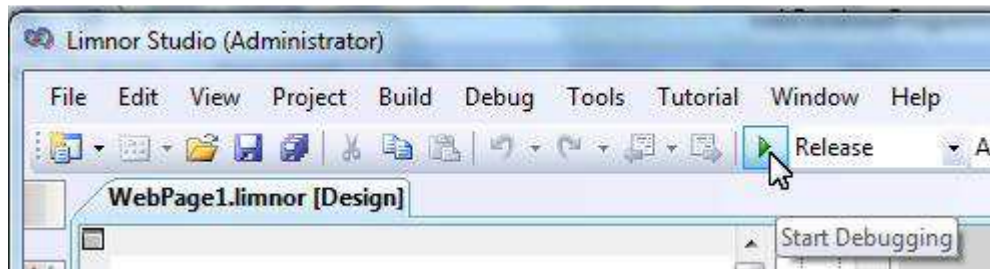 Limnor Studio (Administrator)
File Edit View Project Build Debug Tools Tutorial Window Help
Release A
WebPage1.limnor [Design]
Start Debugging